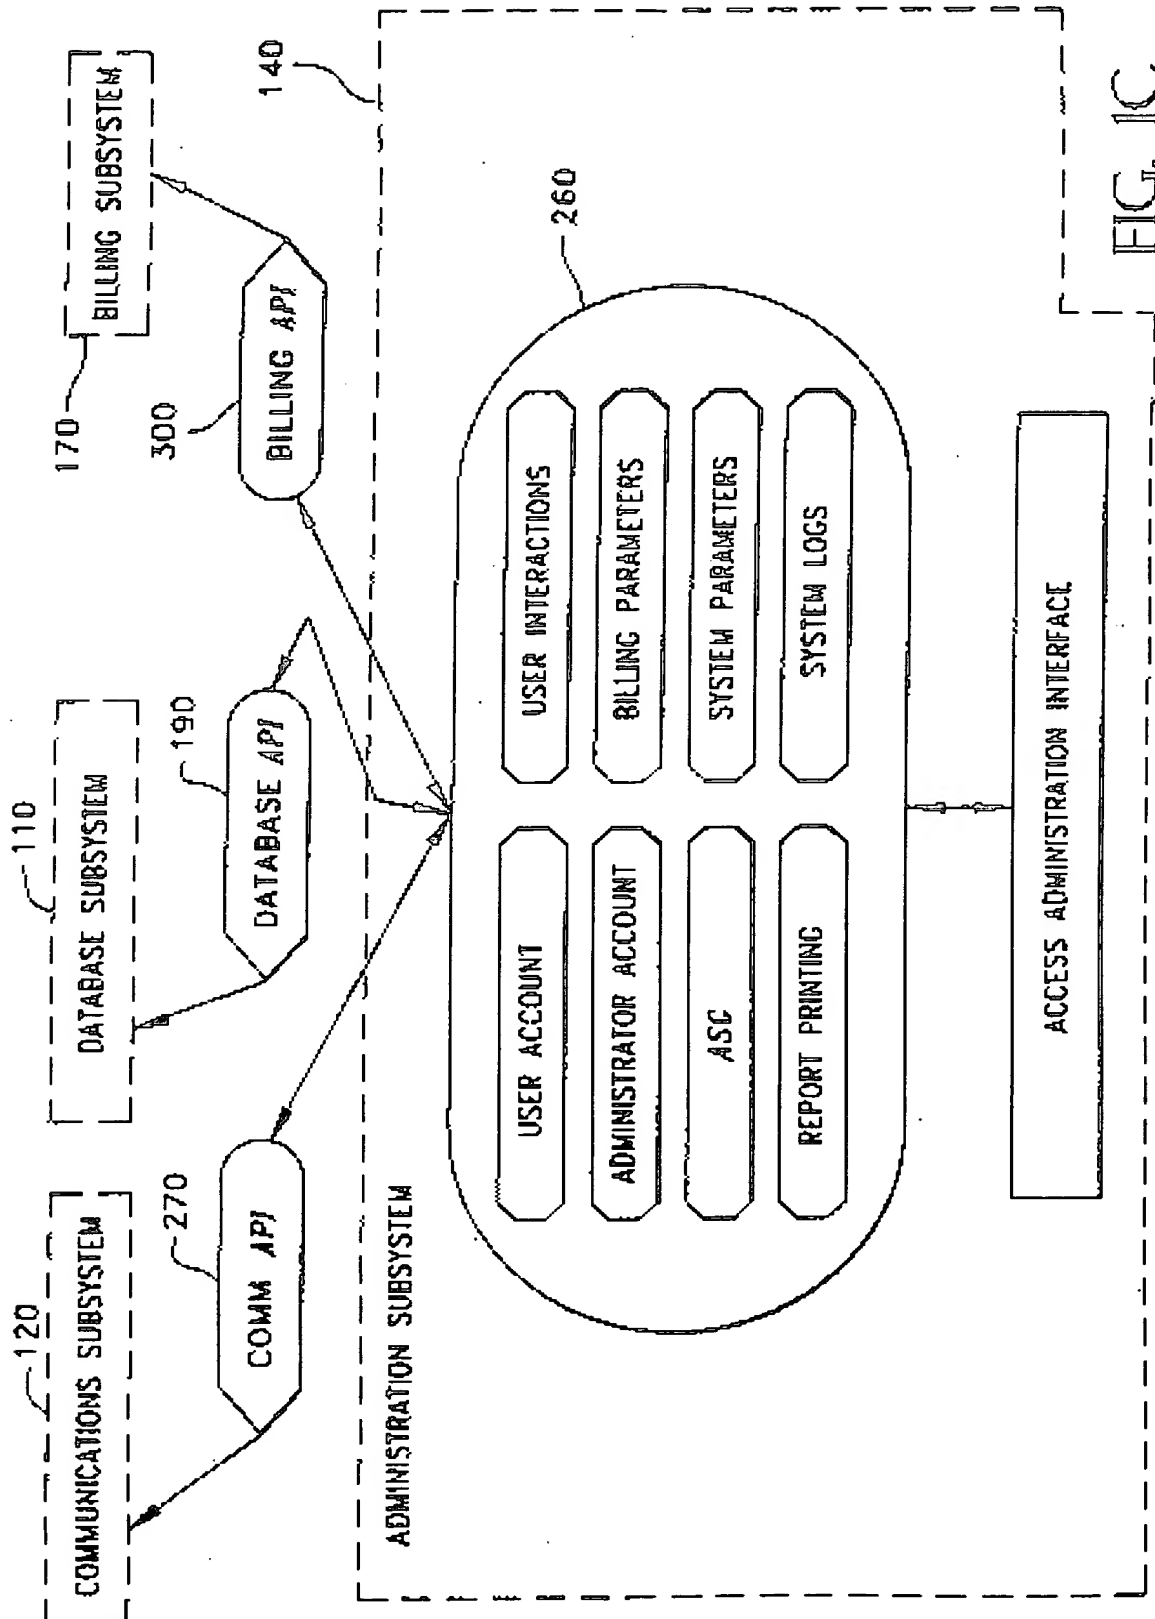 120
COMMUNICATIONS SUBSYSTEM
110
DATABASE SUBSYSTEM
170
BILLING SUBSYSTEM
270
COMM API
190
DATABASE API
300
BILLING API
140
ADMINISTRATION SUBSYSTEM
260
USER ACCOUNT
USER INTERACTIONS
ADMINISTRATOR ACCOUNT
BILLING PARAMETERS
ASC
SYSTEM PARAMETERS
REPORT PRINTING
SYSTEM LOGS
ACCESS ADMINISTRATION INTERFACE
FIG. 1C